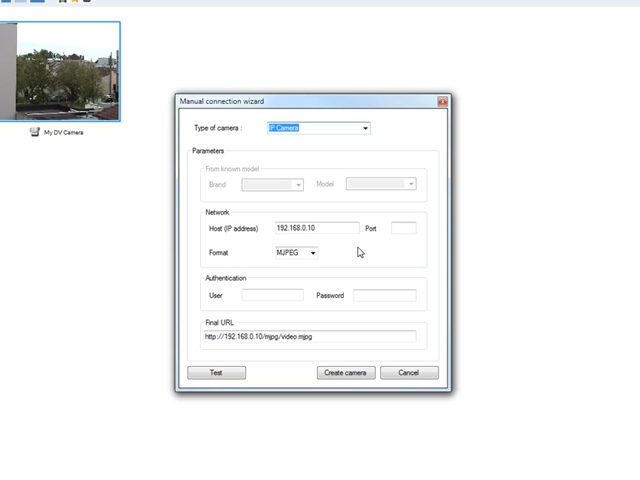 Manual connection wizard
Type of camera : IP Camera
Parameters
From known model
Brand Model
Network
Host (IP address) 192.168.0.10 Port
Format MJPEG
Authentication
User Password
Final URL
http://192.168.0.10/mjpg/video.mjpg
Test Create camera Cancel
My DV Camera